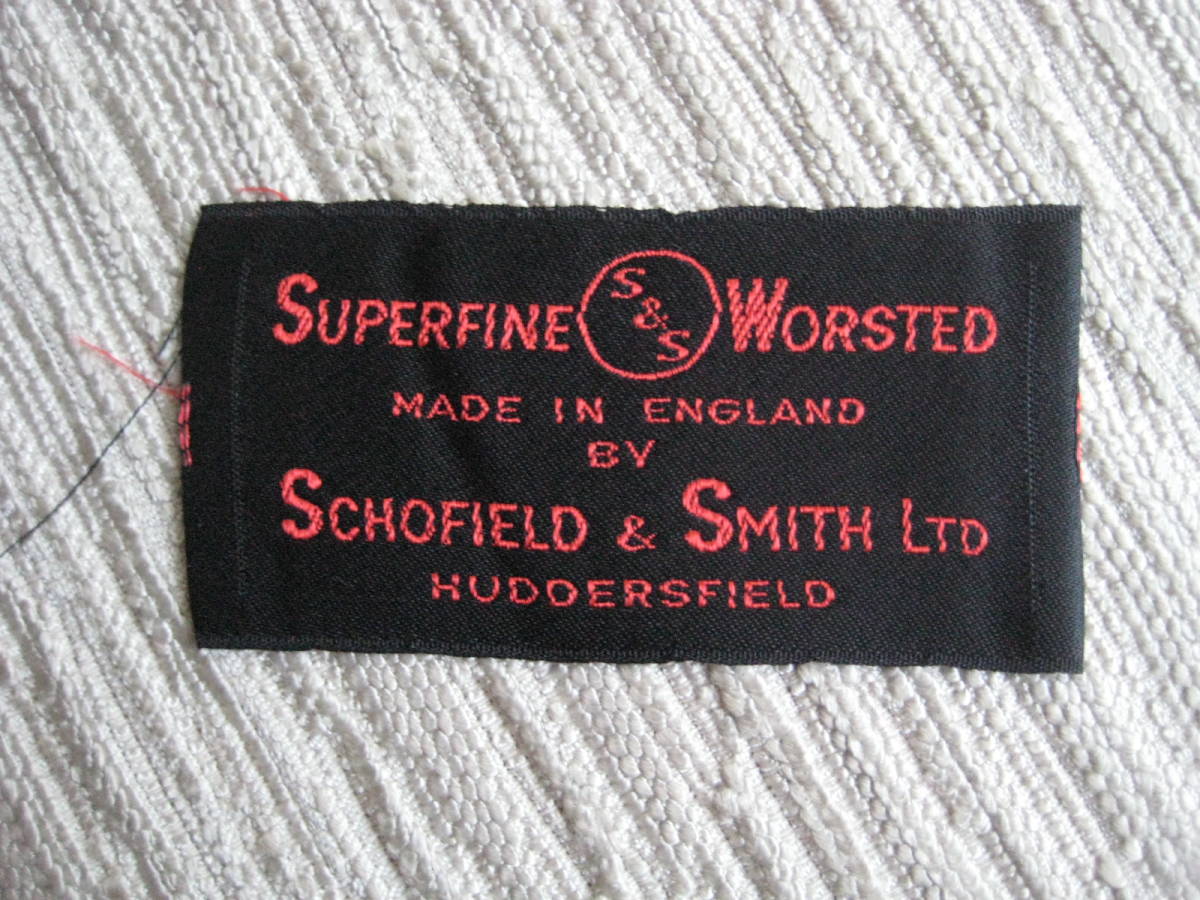 SUPERFINE S&S WORSTED
MADE IN ENGLAND
BY
SCHOFIELD & SMITH LTD
HUDDERSFIELD